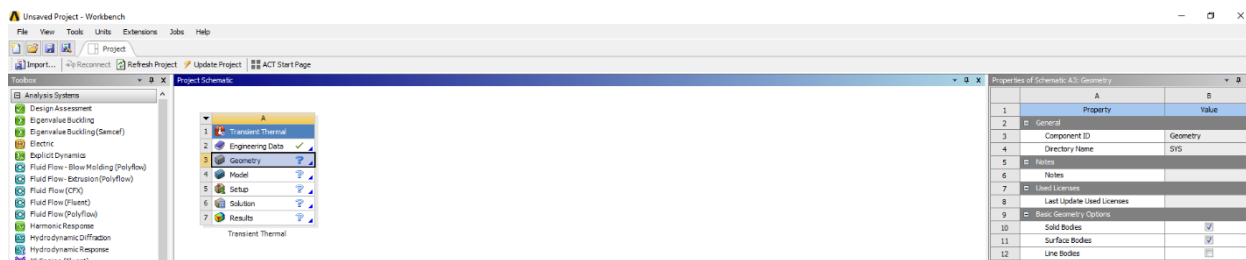 Unsaved Project - Workbench
File View Tools Units Extensions Jobs Help
Project
Import... Reconnect Refresh Project Update Project ACT Start Page
Toolbox
Analysis Systems
Design Assessment
Eigenvalue Buckling
Eigenvalue Buckling (Samcef)
Electric
Explicit Dynamics
Fluid Flow - Blow Molding (Polyflow)
Fluid Flow - Extrusion (Polyflow)
Fluid Flow (CFX)
Fluid Flow (Fluent)
Fluid Flow (Polyflow)
Harmonic Response
Hydrodynamic Diffraction
Hydrodynamic Response
Project Schematic
A
1 Transient Thermal
2 Engineering Data
3 Geometry ?
4 Model ?
5 Setup ?
6 Solution ?
7 Results ?
Transient Thermal
Properties of Schematic A3: Geometry
A B
1 Property Value
2 General
3 Component ID Geometry
4 Directory Name SYS
5 Notes
6 Notes
7 Used Licenses
8 Last Update Used Licenses
9 Basic Geometry Options
10 Solid Bodies
11 Surface Bodies
12 Line Bodies